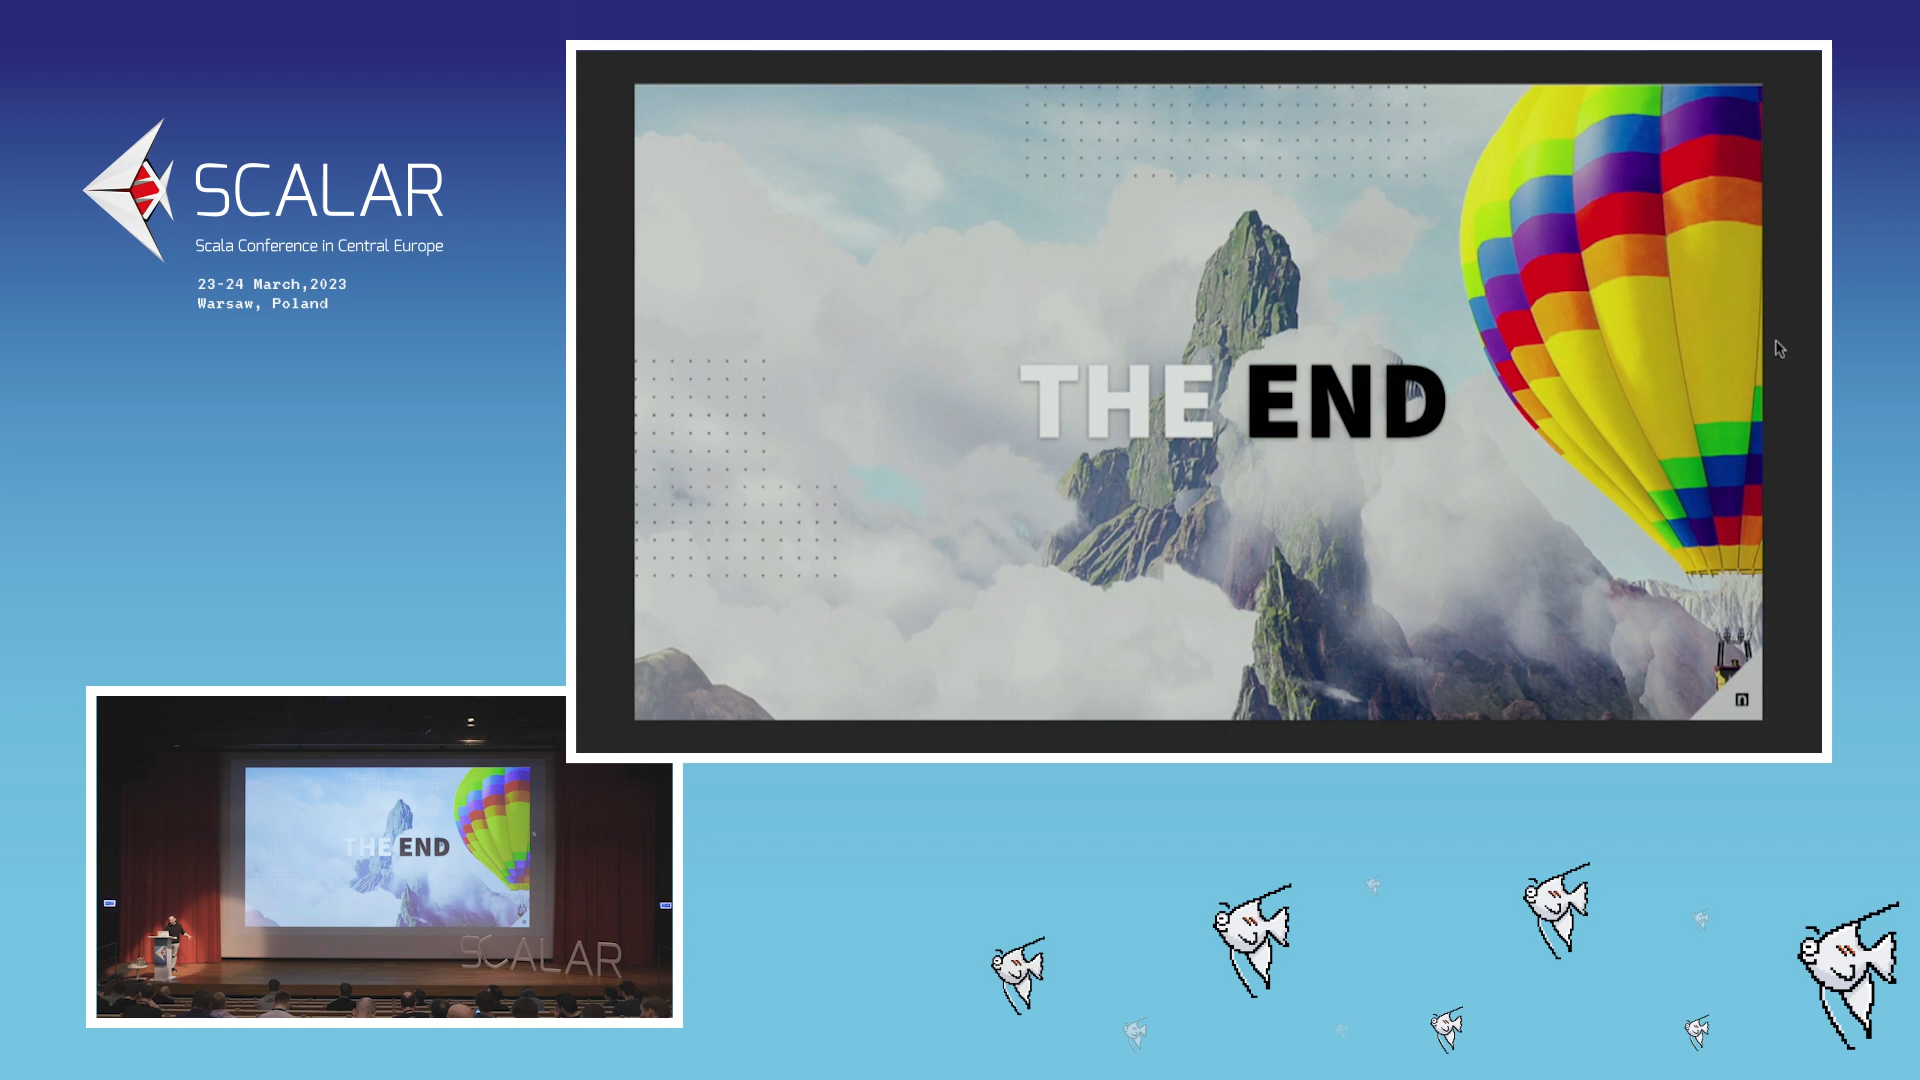 SCALAR
Scala Conference in Central Europe
23-24 March,2023
Warsaw, Poland
THE END
n
THE END
SCALAR